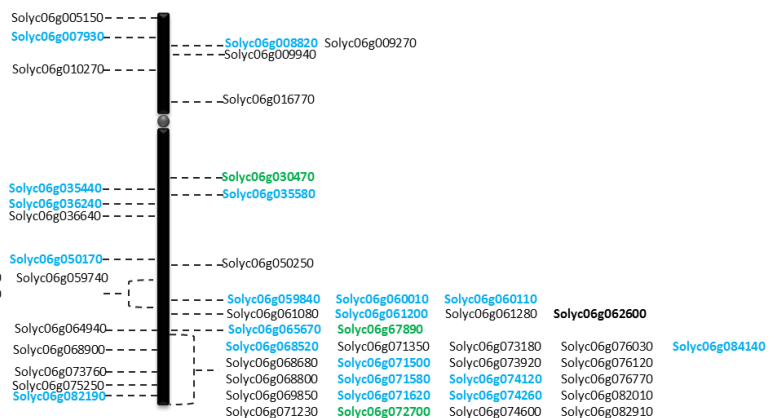 Solyc06g005150
Solyc06g007930
Solyc06g008820 Solyc06g009270
Solyc06g009940
Solyc06g010270
Solyc06g016770
Solyc06g030470
Solyc06g035440
Solyc06g035580
Solyc06g036240
Solyc06g036640
Solyc06g050170
Solyc06g050250
Solyc06g059740
Solyc06g059840 Solyc06g060010 Solyc06g060110
Solyc06g061080 Solyc06g061200 Solyc06g061280 Solyc06g062600
Solyc06g064940 Solyc06g065670 Solyc06g67890
Solyc06g068900 Solyc06g068520 Solyc06g071350 Solyc06g073180 Solyc06g076030 Solyc06g084140
Solyc06g068680 Solyc06g071500 Solyc06g073920 Solyc06g076120
Solyc06g073760 Solyc06g068800 Solyc06g071580 Solyc06g074120 Solyc06g076770
Solyc06g075250
Solyc06g082190 Solyc06g069850 Solyc06g071620 Solyc06g074260 Solyc06g082010
Solyc06g071230 Solyc06g072700 Solyc06g074600 Solyc06g082910